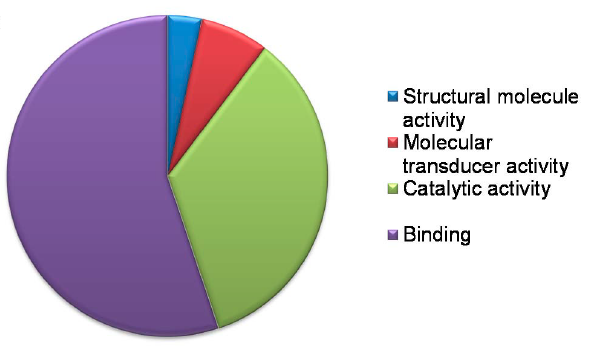 Structural molecule
activity
Molecular
transducer activity
Catalytic activity
Binding